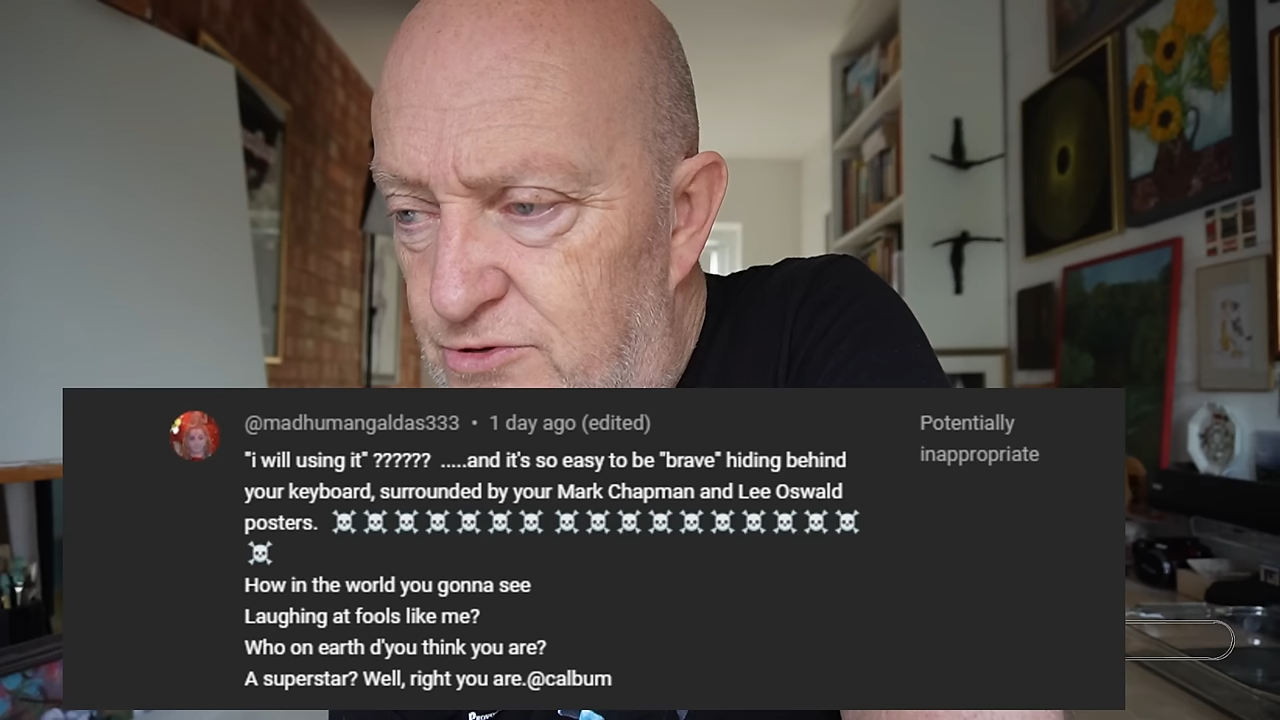 @madhumangaldas333 • 1 day ago (edited)
Potentially
inappropriate
"i will using it" ?????? .....and it's so easy to be "brave" hiding behind
your keyboard, surrounded by your Mark Chapman and Lee Oswald
posters. ☠☠☠☠☠☠☠ ☠☠☠☠☠☠☠☠☠☠
☠
How in the world you gonna see
Laughing at fools like me?
Who on earth d'you think you are?
A superstar? Well, right you are.@calbum